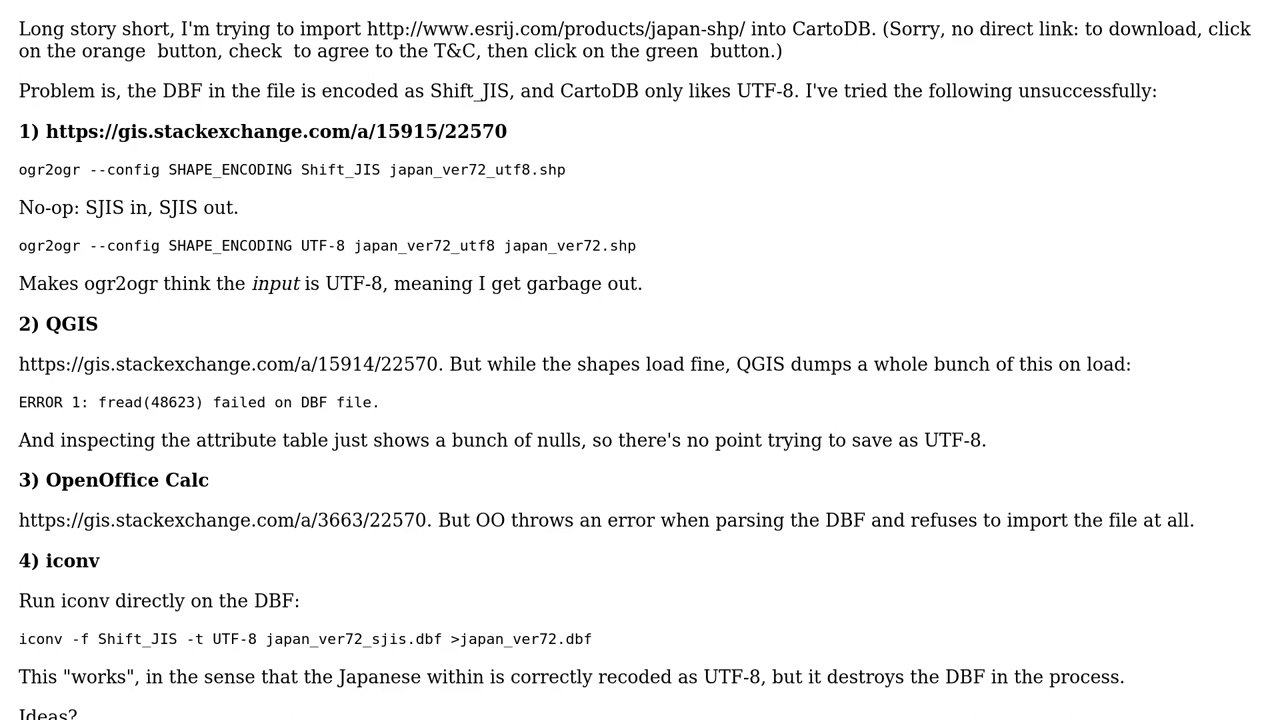 Long story short, I'm trying to import http://www.esrij.com/products/japan-shp/ into CartoDB. (Sorry, no direct link: to download, click
on the orange  button, check  to agree to the T&C, then click on the green  button.)
Problem is, the DBF in the file is encoded as Shift_JIS, and CartoDB only likes UTF-8. I've tried the following unsuccessfully:
1) https://gis.stackexchange.com/a/15915/22570
ogr2ogr --config SHAPE_ENCODING Shift_JIS japan_ver72_utf8.shp
No-op: SJIS in, SJIS out.
ogr2ogr --config SHAPE_ENCODING UTF-8 japan_ver72_utf8 japan_ver72.shp
Makes ogr2ogr think the input is UTF-8, meaning I get garbage out.
2) QGIS
https://gis.stackexchange.com/a/15914/22570. But while the shapes load fine, QGIS dumps a whole bunch of this on load:
ERROR 1: fread(48623) failed on DBF file.
And inspecting the attribute table just shows a bunch of nulls, so there's no point trying to save as UTF-8.
3) OpenOffice Calc
https://gis.stackexchange.com/a/3663/22570. But OO throws an error when parsing the DBF and refuses to import the file at all.
4) iconv
Run iconv directly on the DBF:
iconv -f Shift_JIS -t UTF-8 japan_ver72_sjis.dbf >japan_ver72.dbf
This "works", in the sense that the Japanese within is correctly recoded as UTF-8, but it destroys the DBF in the process.
Ideas?